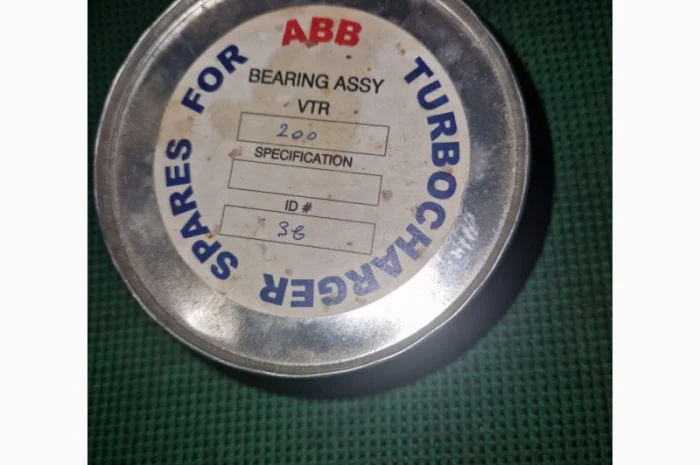 SPARES FOR
ABB
TURBOCHARGER
BEARING ASSY
VTR
200
SPECIFICATION
ID #
36